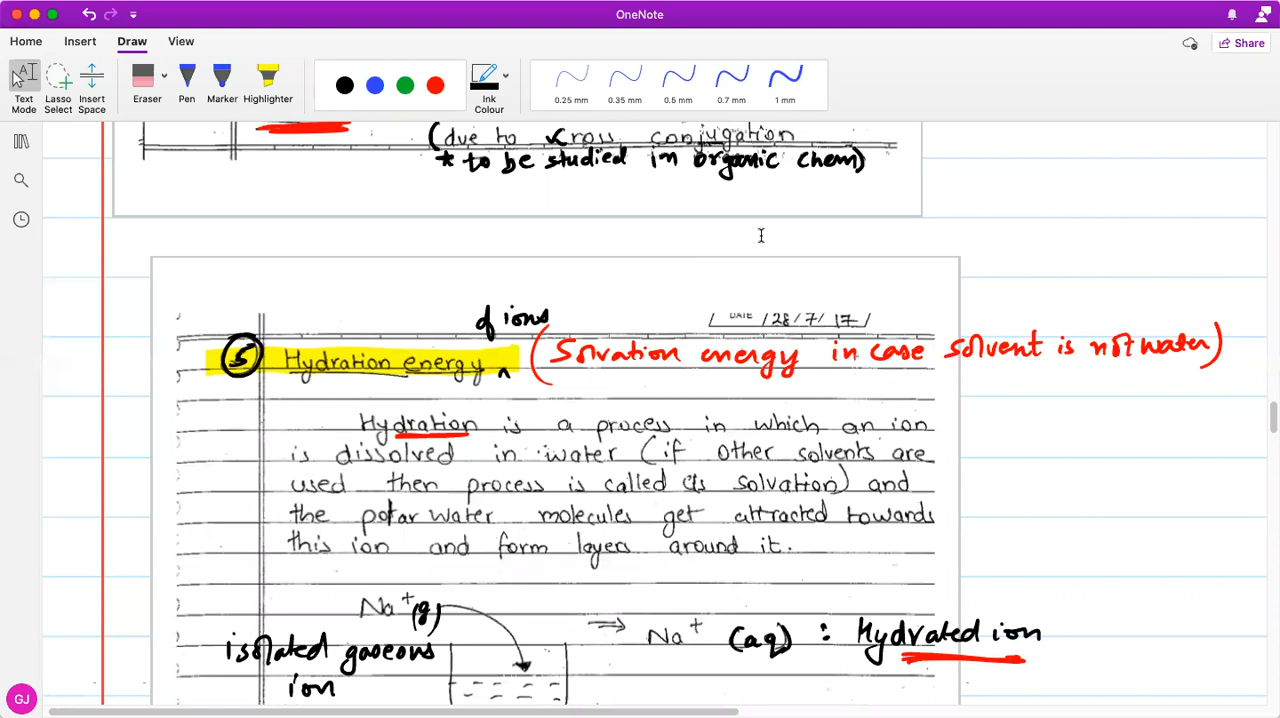 OneNote
Home Insert Draw View
Share
Text Mode
Lasso Select
Insert Space
Eraser
Pen
Marker
Highlighter
Ink Colour
0.25 mm
0.35 mm
0.5 mm
0.7 mm
1 mm
(due to cross conjugation
* to be studied in organic chem)
of ions
DATE 28/7/17
5 Hydration energy ^ (Solvation energy in case solvent is not water)
Hydration is a process in which an ion
is dissolved in water (if other solvents are
used then process is called as solvation) and
the polar water molecules get attracted towards
this ion and form layers around it.
Na+(g)
⇒ Na+ (aq) : Hydrated ion
isolated gaseous
ion
GJ